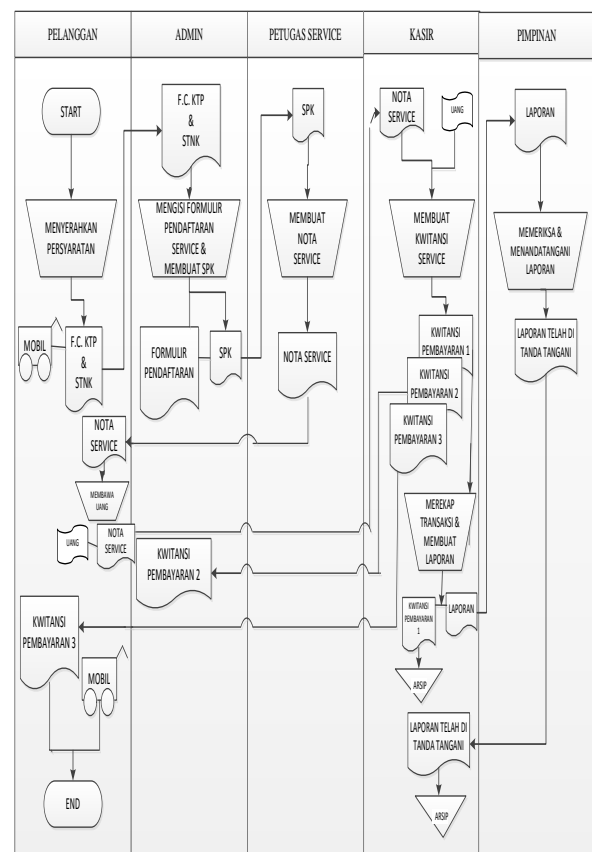 PELANGGAN
ADMIN
PETUGAS SERVICE
KASIR
PIMPINAN
START
MENYERAHKAN
PERSYARATAN
MOBIL
F.C. KTP
&
STNK
NOTA
SERVICE
MEMBAWA
UANG
UANG
NOTA
SERVICE
KWITANSI
PEMBAYARAN 3
MOBIL
END
F.C. KTP
&
STNK
MENGISI FORMULIR
PENDAFTARAN
SERVICE &
MEMBUAT SPK
FORMULIR
PENDAFTARAN
SPK
KWITANSI
PEMBAYARAN 2
SPK
MEMBUAT
NOTA
SERVICE
NOTA SERVICE
NOTA
SERVICE
UANG
MEMBUAT
KWITANSI
SERVICE
KWITANSI
PEMBAYARAN 1
KWITANSI
PEMBAYARAN 2
KWITANSI
PEMBAYARAN 3
MEREKAP
TRANSAKSI &
MEMBUAT
LAPORAN
KWITANSI
PEMBAYARAN
1
LAPORAN
ARSIP
LAPORAN TELAH DI
TANDA TANGANI
ARSIP
LAPORAN
MEMERIKSA &
MENANDATANGANI
LAPORAN
LAPORAN TELAH DI
TANDA TANGANI